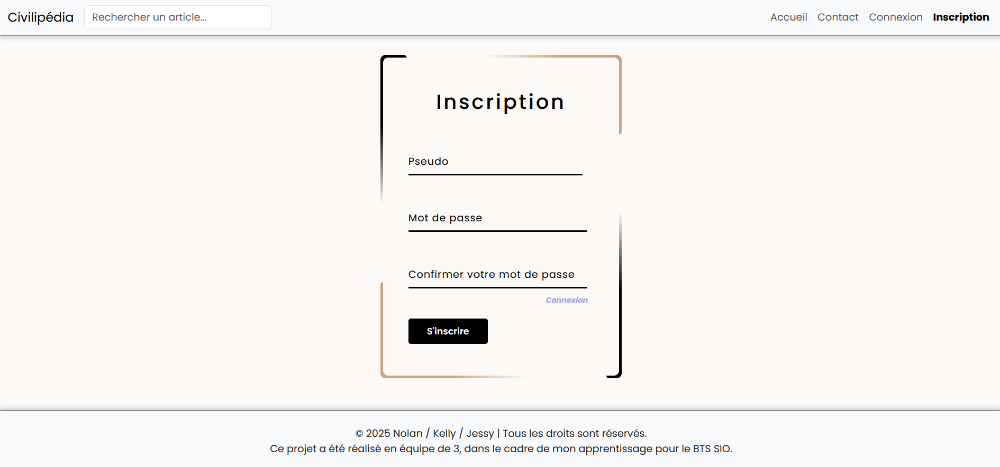 Civilipédia
Rechercher un article...
Accueil
Contact
Connexion
Inscription
Inscription
Pseudo
Mot de passe
Confirmer votre mot de passe
Connexion
S'inscrire
© 2025 Nolan / Kelly / Jessy | Tous les droits sont réservés.
Ce projet a été réalisé en équipe de 3, dans le cadre de mon apprentissage pour le BTS SIO.